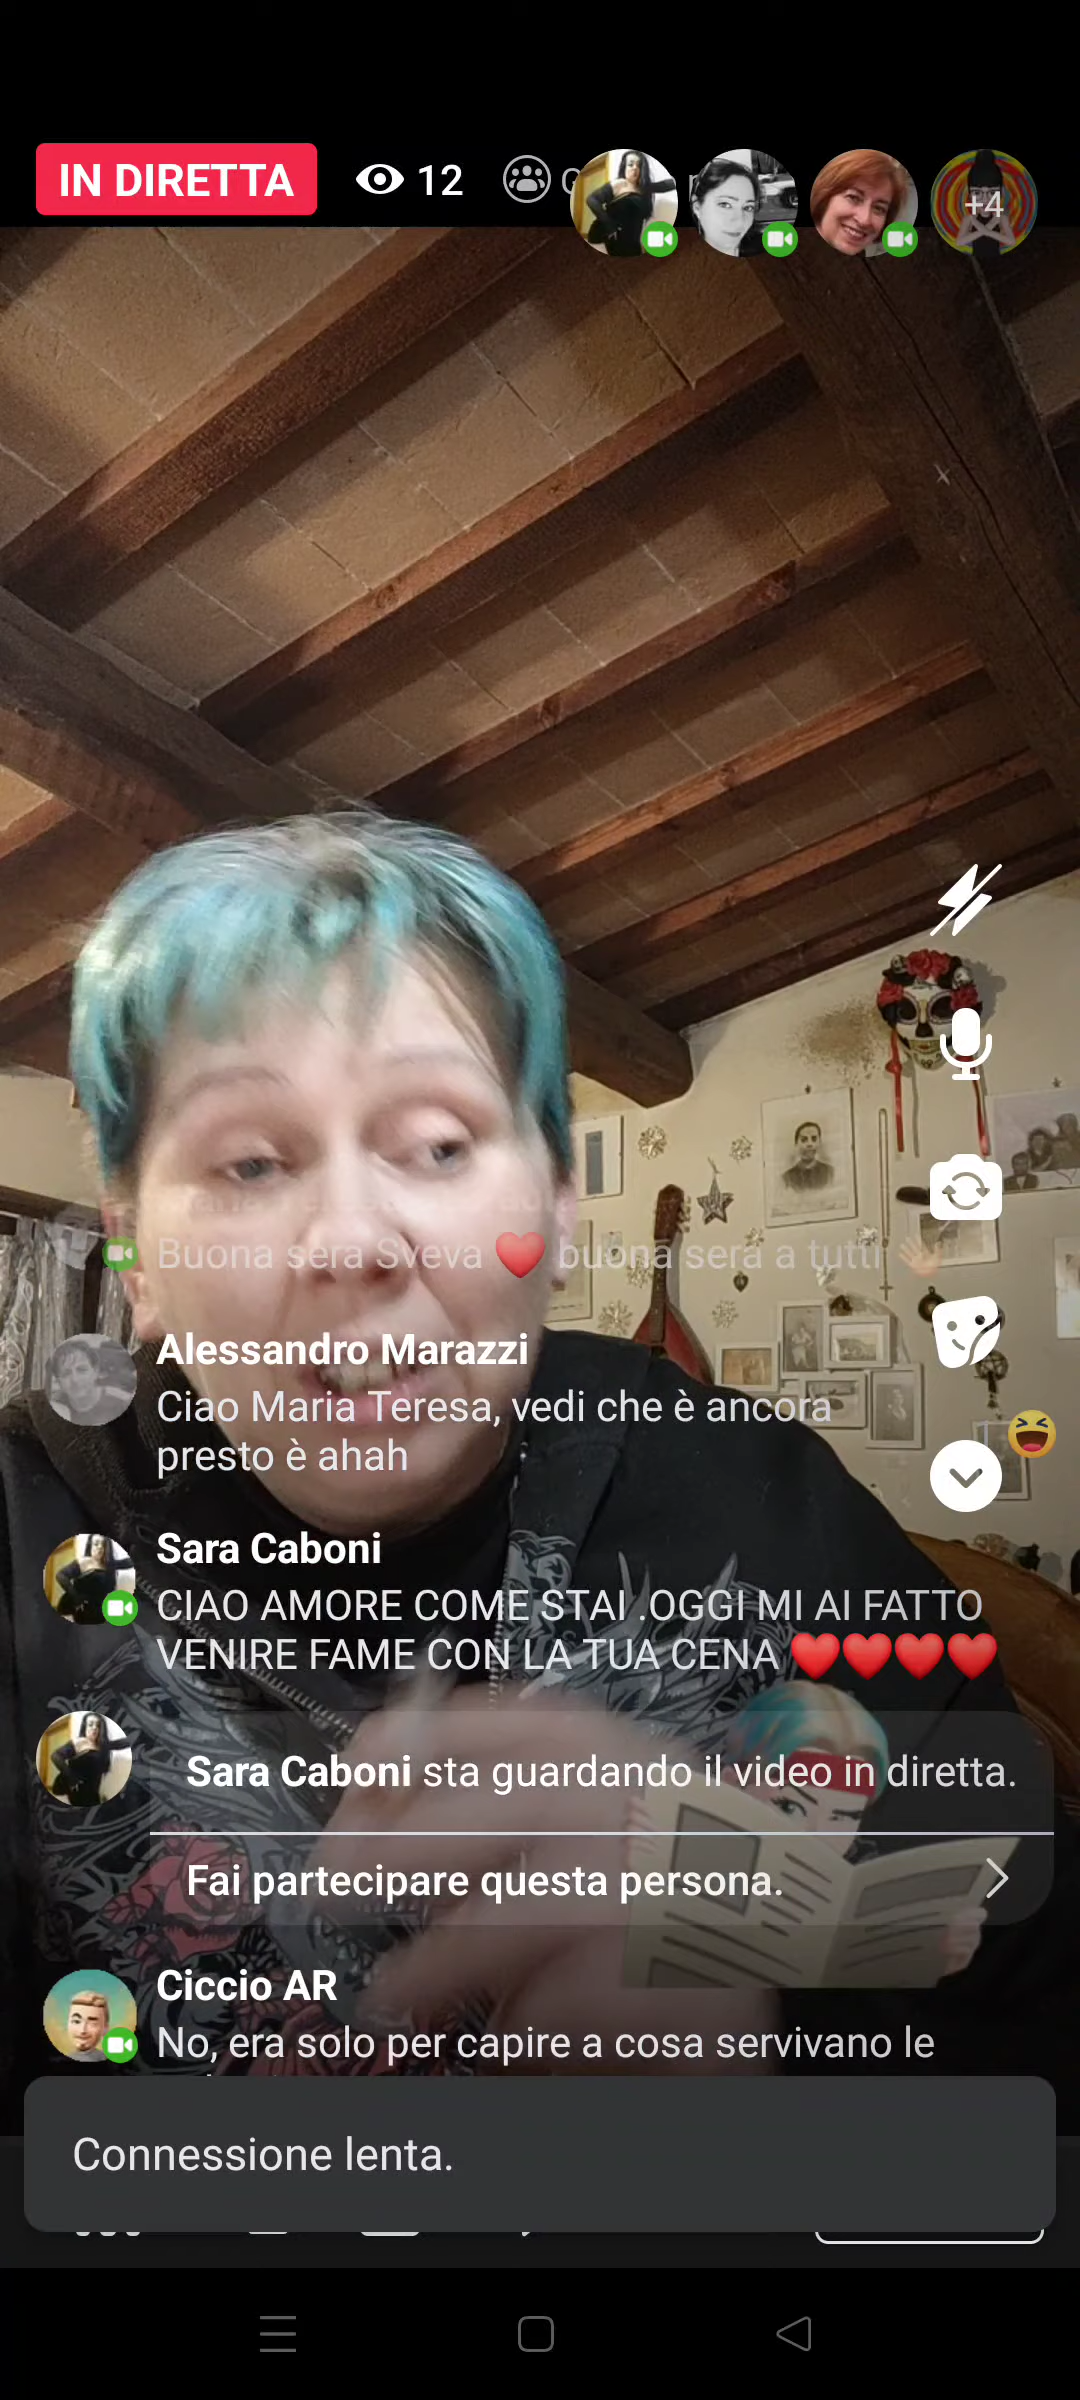 IN DIRETTA
12
+4
Buona sera Sveva ❤️ buona sera a tutti 👋
Alessandro Marazzi
Ciao Maria Teresa, vedi che è ancora
presto è ahah
1 😆
Sara Caboni
CIAO AMORE COME STAI .OGGI MI AI FATTO
VENIRE FAME CON LA TUA CENA ❤️❤️❤️❤️
Sara Caboni sta guardando il video in diretta.
Fai partecipare questa persona.
Ciccio AR
No, era solo per capire a cosa servivano le
Connessione lenta.